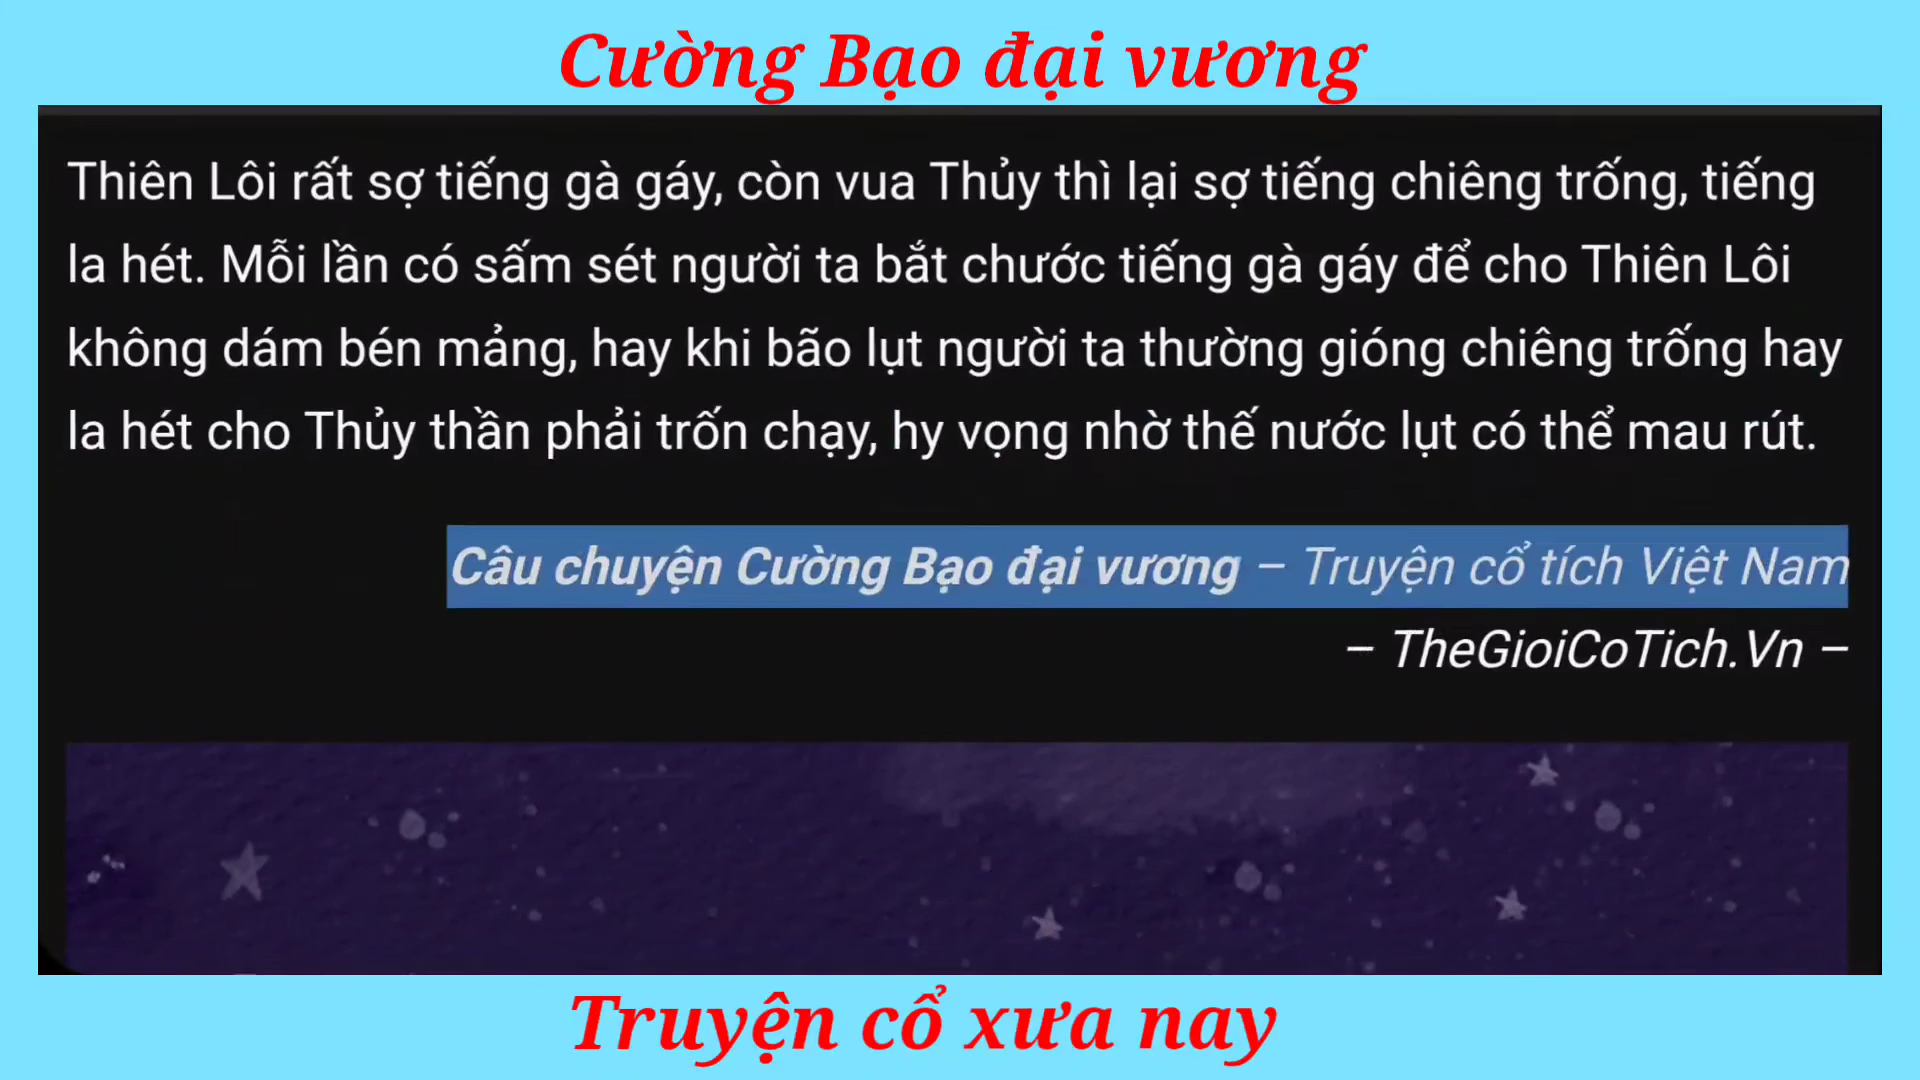 Cường Bạo đại vương
Thiên Lôi rất sợ tiếng gà gáy, còn vua Thủy thì lại sợ tiếng chiêng trống, tiếng
la hét. Mỗi lần có sấm sét người ta bắt chước tiếng gà gáy để cho Thiên Lôi
không dám bén mảng, hay khi bão lụt người ta thường gióng chiêng trống hay
la hét cho Thủy thần phải trốn chạy, hy vọng nhờ thế nước lụt có thể mau rút.
Câu chuyện Cường Bạo đại vương – Truyện cổ tích Việt Nam
– TheGioiCoTich.Vn –
Truyện cổ xưa nay